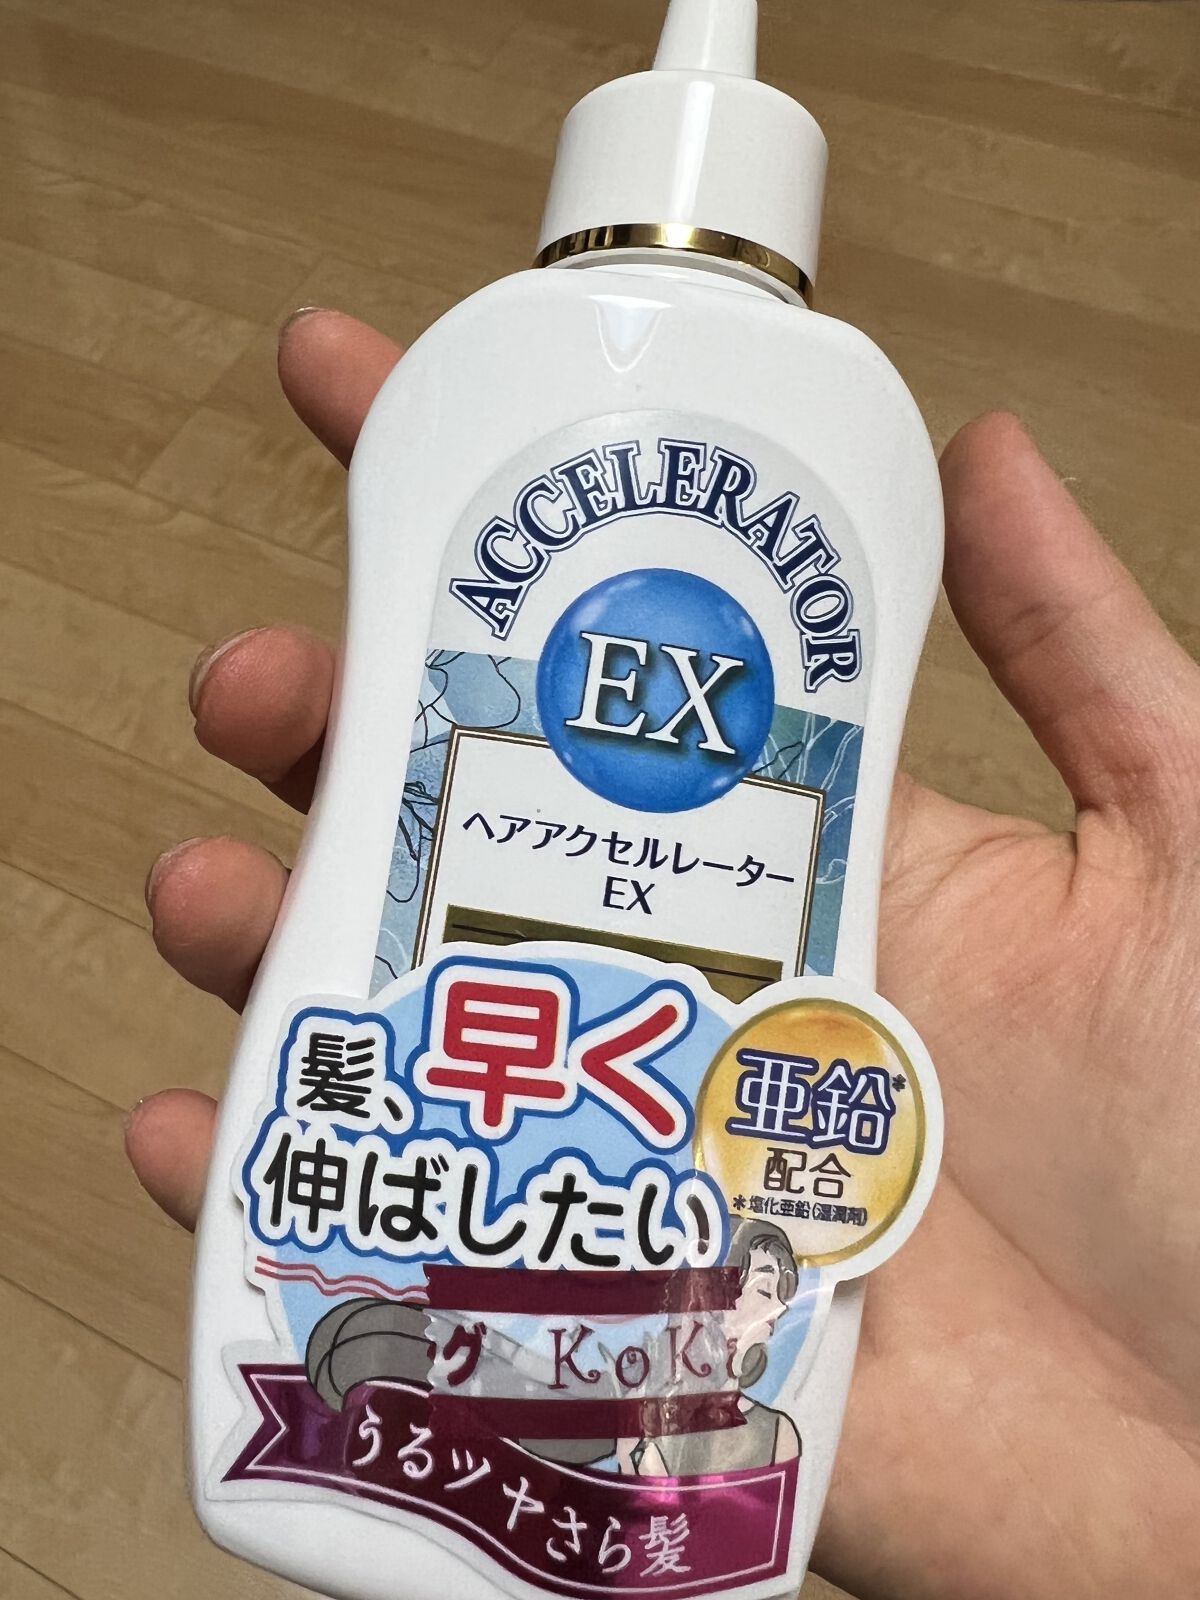 ACCELERATOR
EX
ヘアアクセルレーター
EX
髪、早く
伸ばしたい
亜鉛*
配合
*塩化亜鉛(湿潤剤)
グ KoK
うるツヤさら髪